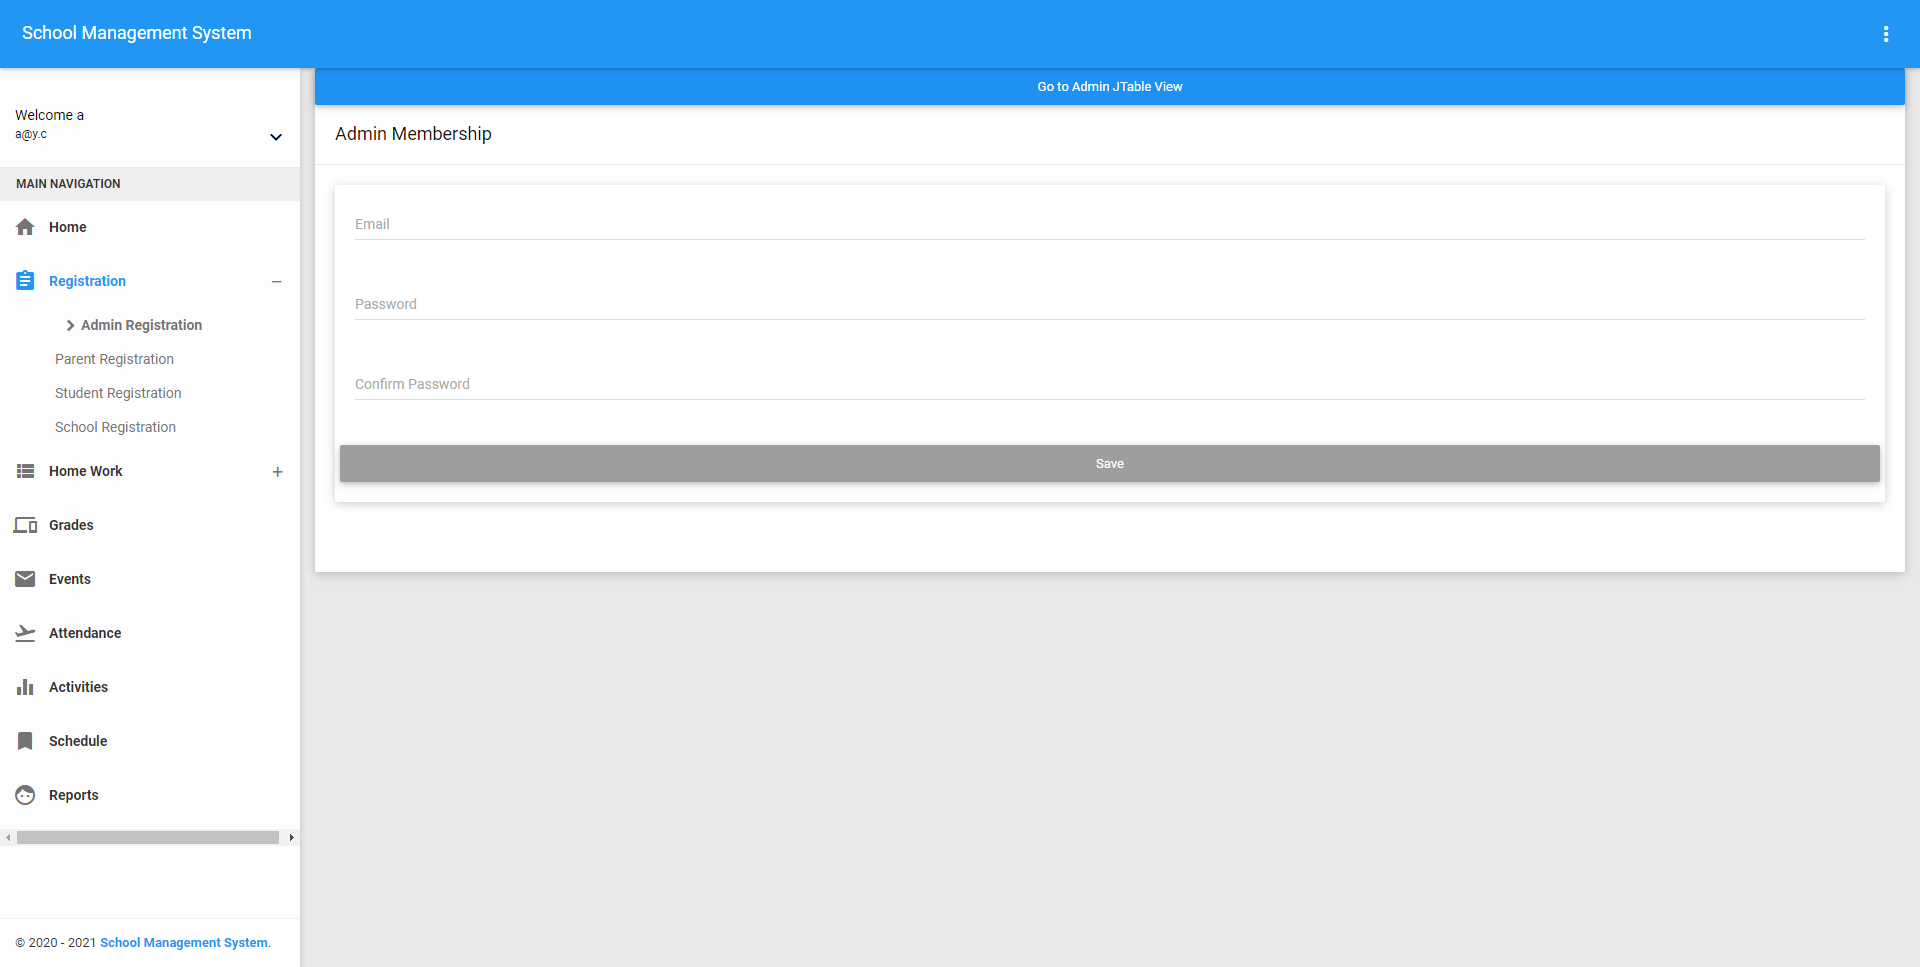 School Management System
Welcome a
a@y.c
MAIN NAVIGATION
Home
Registration
Admin Registration
Parent Registration
Student Registration
School Registration
Home Work
Grades
Events
Attendance
Activities
Schedule
Reports
© 2020 - 2021 School Management System.
Go to Admin JTable View
Admin Membership
Email
Password
Confirm Password
Save